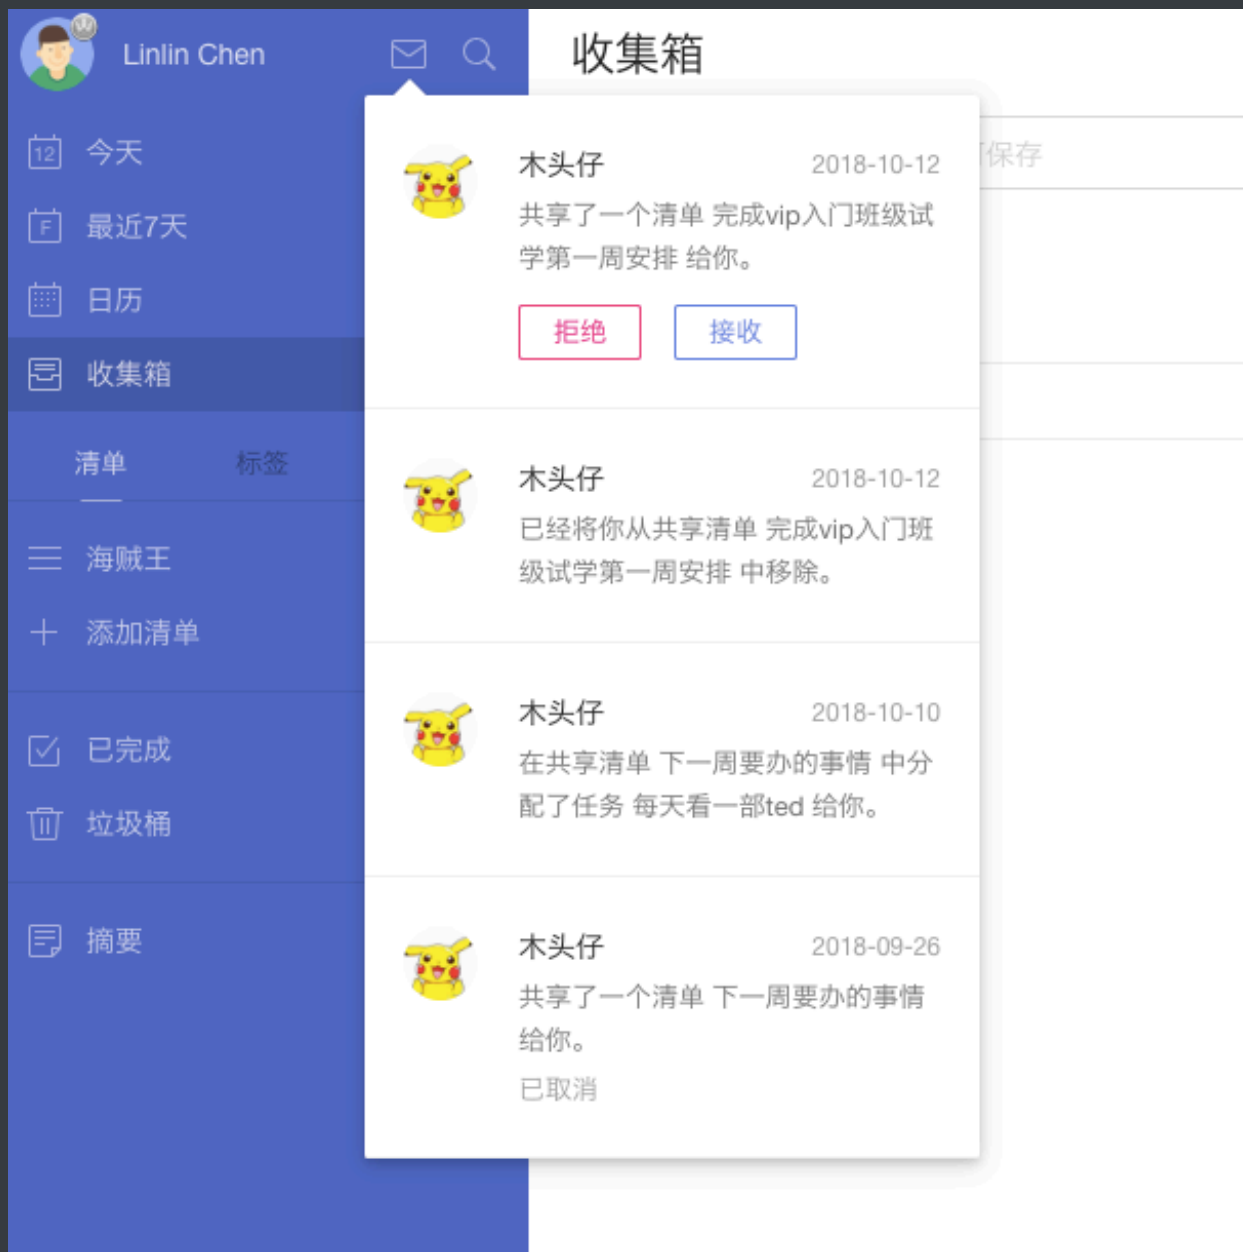 Linlin Chen
收集箱
12
今天
F
最近7天
日历
收集箱
清单
标签
海贼王
添加清单
已完成
垃圾桶
摘要
保存
木头仔
2018-10-12
共享了一个清单 完成vip入门班级试
学第一周安排 给你。
拒绝
接收
木头仔
2018-10-12
已经将你从共享清单 完成vip入门班
级试学第一周安排 中移除。
木头仔
2018-10-10
在共享清单 下一周要办的事情 中分
配了任务 每天看一部ted 给你。
木头仔
2018-09-26
共享了一个清单 下一周要办的事情
给你。
已取消